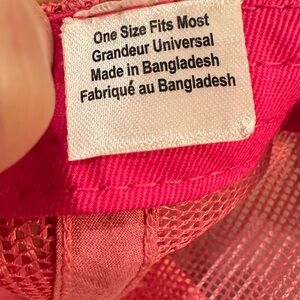 One Size Fits Most
Grandeur Universal
Made in Bangladesh
Fabriqué au Bangladesh